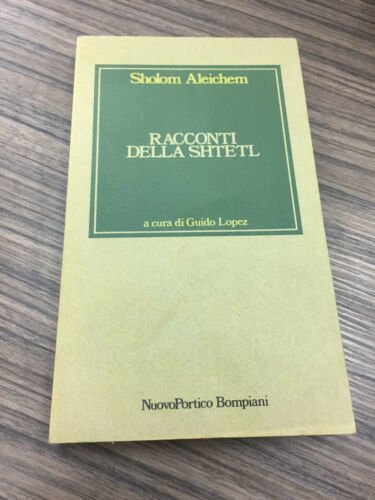 Sholom Aleichem
RACCONTI
DELLA SHTETL
a cura di Guido Lopez
NuovoPortico Bompiani